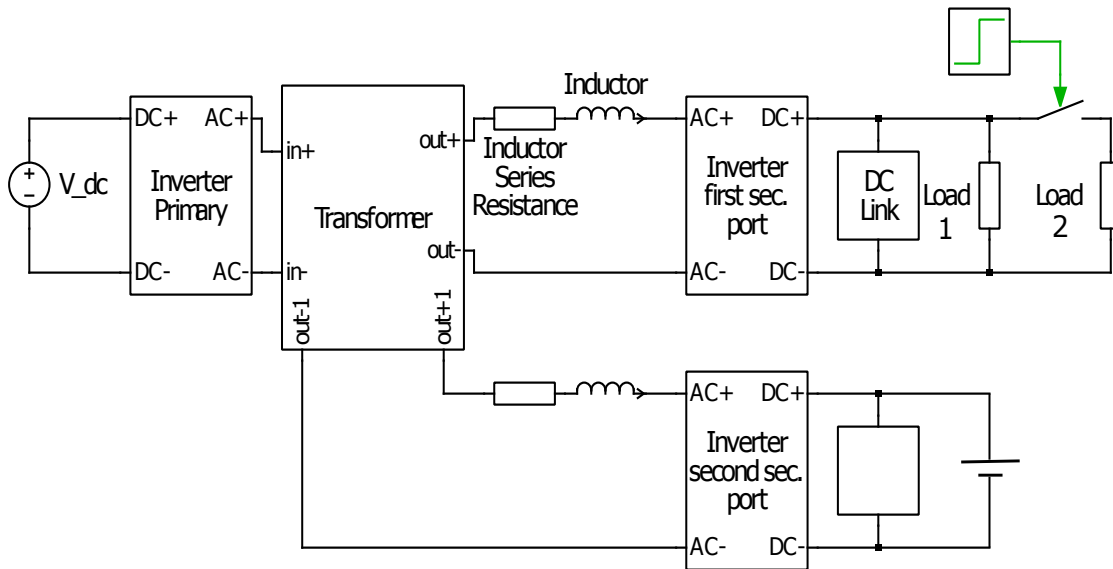 V_dc
+
−
DC+
AC+
Inverter
Primary
DC-
AC-
in+
out+
Transformer
in-
out-
out-1
out+1
Inductor
Inductor
Series
Resistance
AC+
DC+
Inverter
first sec.
port
AC-
DC-
DC
Link
Load
1
Load
2
AC+
DC+
Inverter
second sec.
port
AC-
DC-